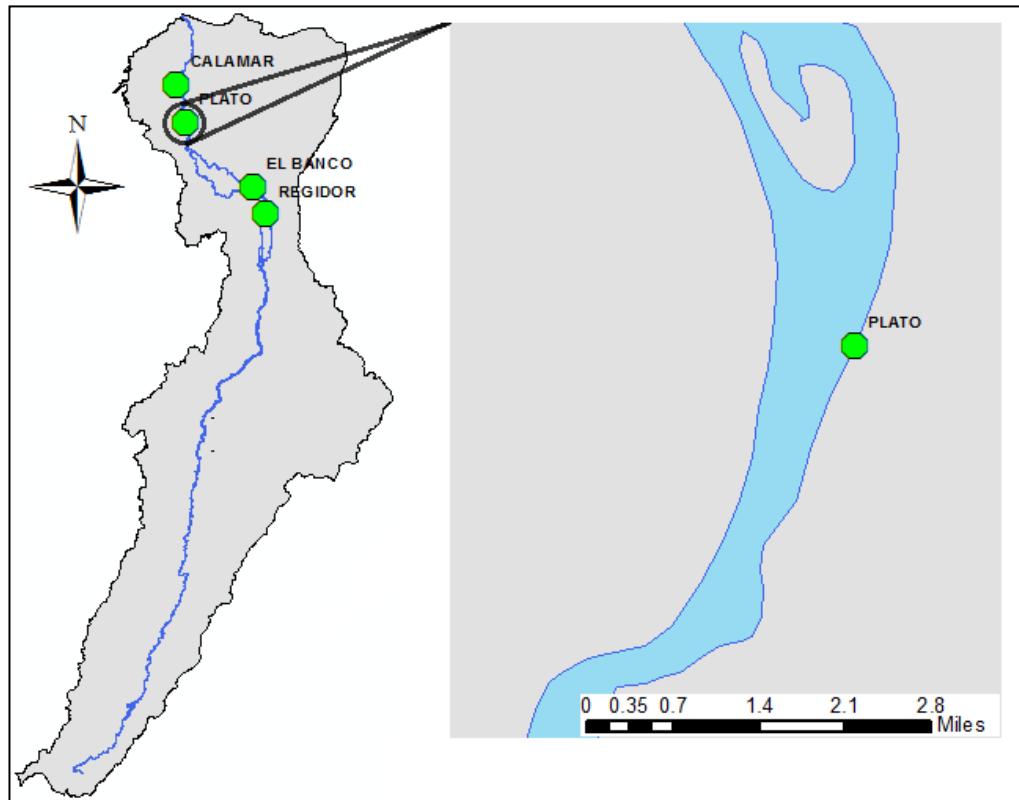 CALAMAR
PLATO
N
EL BANCO
REGIDOR
PLATO
0 0.35 0.7 1.4 2.1 2.8
Miles